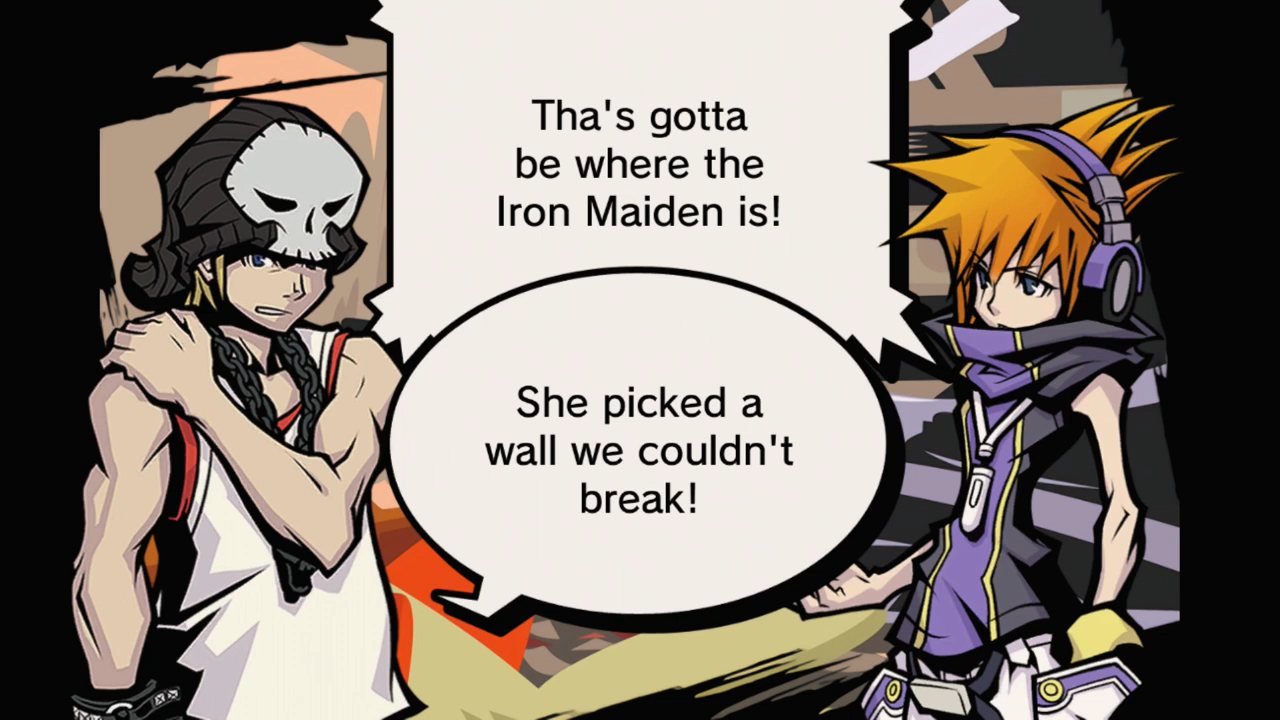 Tha's gotta
be where the
Iron Maiden is!
She picked a
wall we couldn't
break!